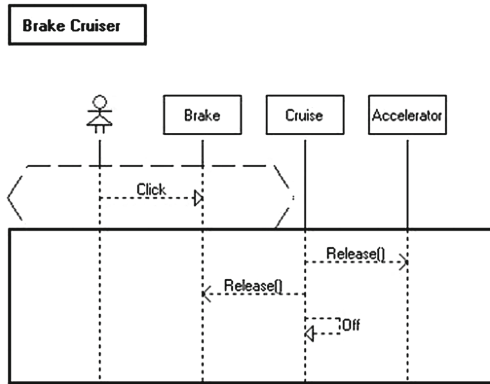 Brake Cruiser
Brake
Cruise
Accelerator
Click
Release()
Release()
Off